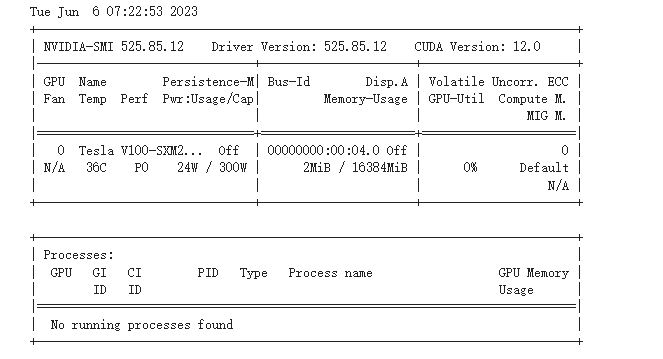 Tue Jun  6 07:22:53 2023
NVIDIA-SMI 525.85.12    Driver Version: 525.85.12    CUDA Version: 12.0
GPU  Name        Persistence-M| Bus-Id        Disp.A | Volatile Uncorr. ECC
Fan  Temp  Perf  Pwr:Usage/Cap|         Memory-Usage | GPU-Util  Compute M.
MIG M.
0  Tesla V100-SXM2...  Off | 00000000:00:04.0 Off | 0
N/A   36C    P0    24W / 300W |      2MiB / 16384MiB |      0%      Default
N/A
Processes:
GPU   GI   CI        PID   Type   Process name                  GPU Memory
ID   ID                                                   Usage
No running processes found